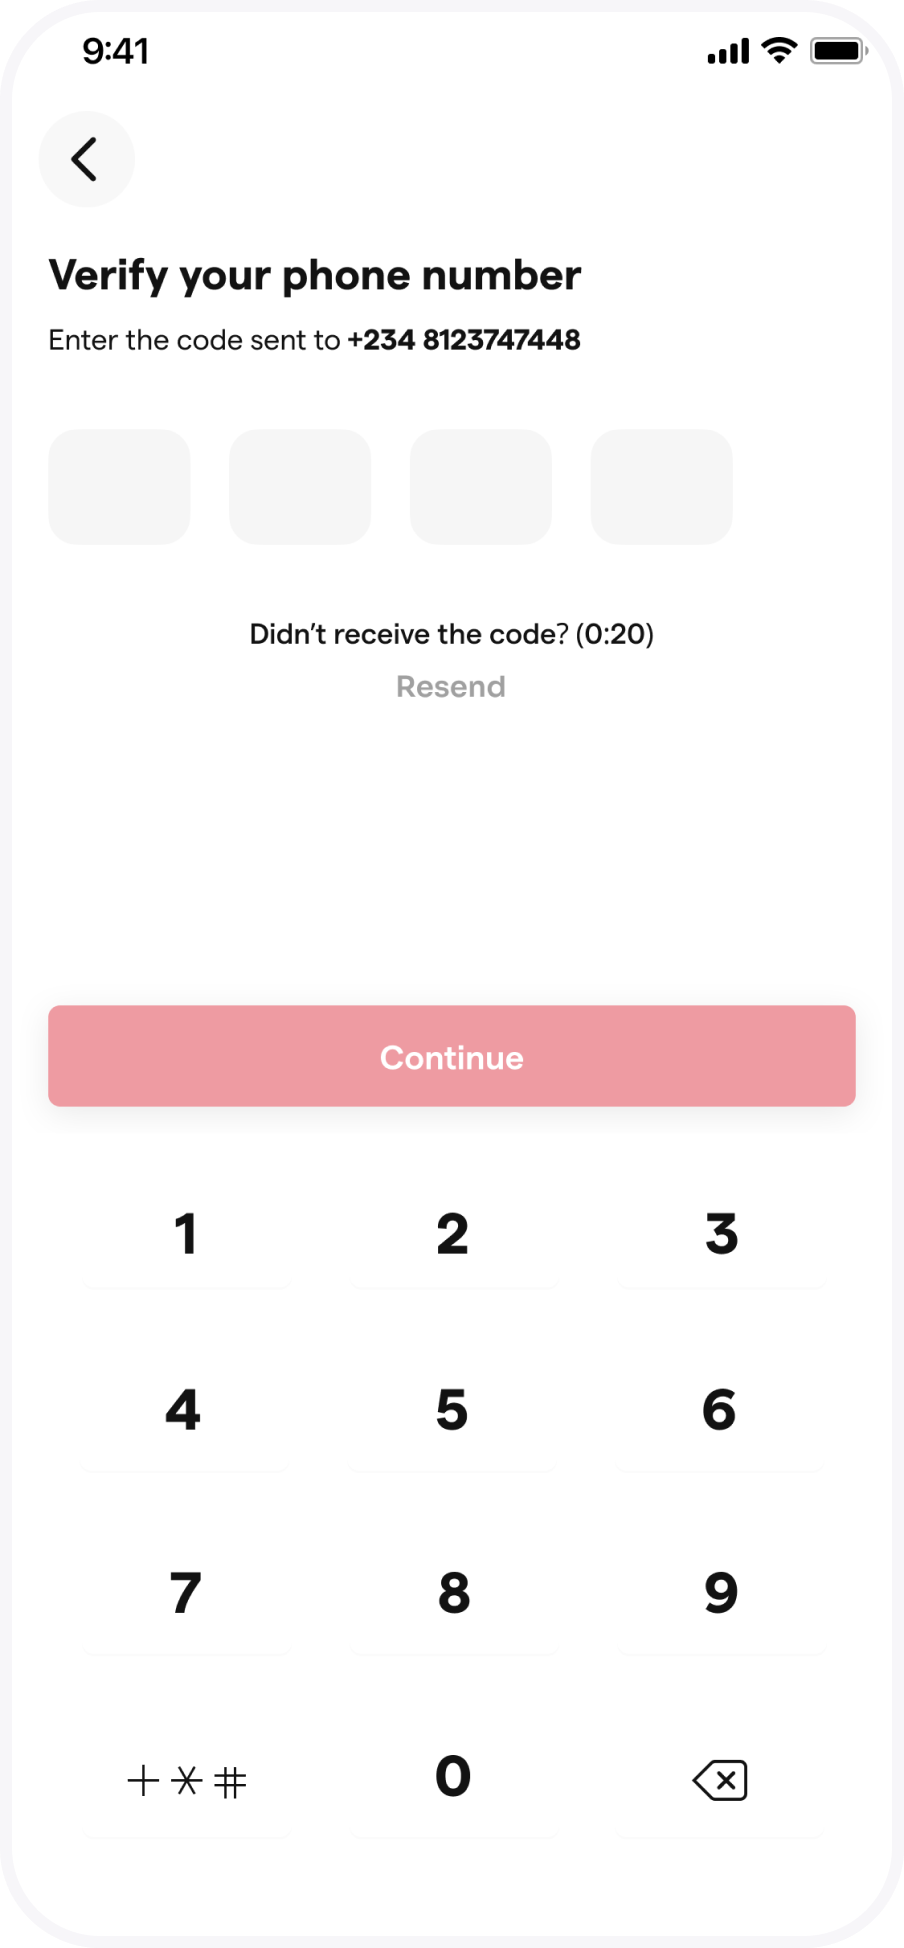 9:41
Verify your phone number
Enter the code sent to +234 8123747448
Didn’t receive the code? (0:20)
Resend
Continue
1 2 3
4 5 6
7 8 9
+ * # 0